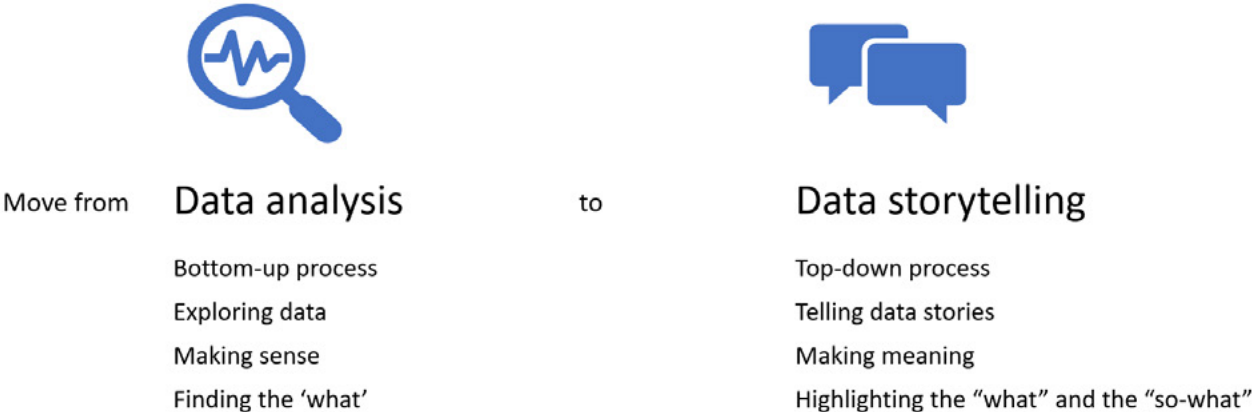 Move from Data analysis to Data storytelling
Bottom-up process
Exploring data
Making sense
Finding the ‘what’
Top-down process
Telling data stories
Making meaning
Highlighting the “what” and the “so-what”